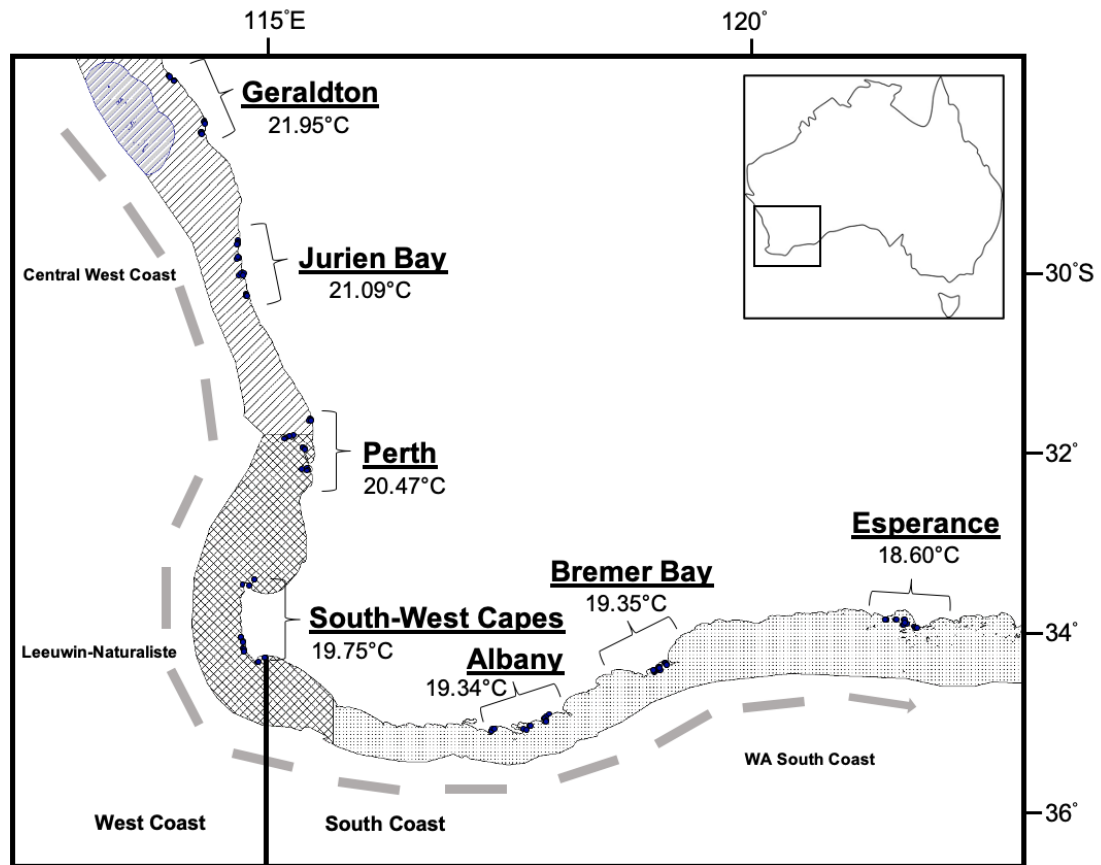 115°E
120°
Geraldton
21.95°C
Jurien Bay
21.09°C
Central West Coast
30°S
Perth
20.47°C
32°
Esperance
18.60°C
Bremer Bay
19.35°C
South-West Capes
19.75°C
34°
Leeuwin-Naturaliste
Albany
19.34°C
WA South Coast
36°
West Coast
South Coast